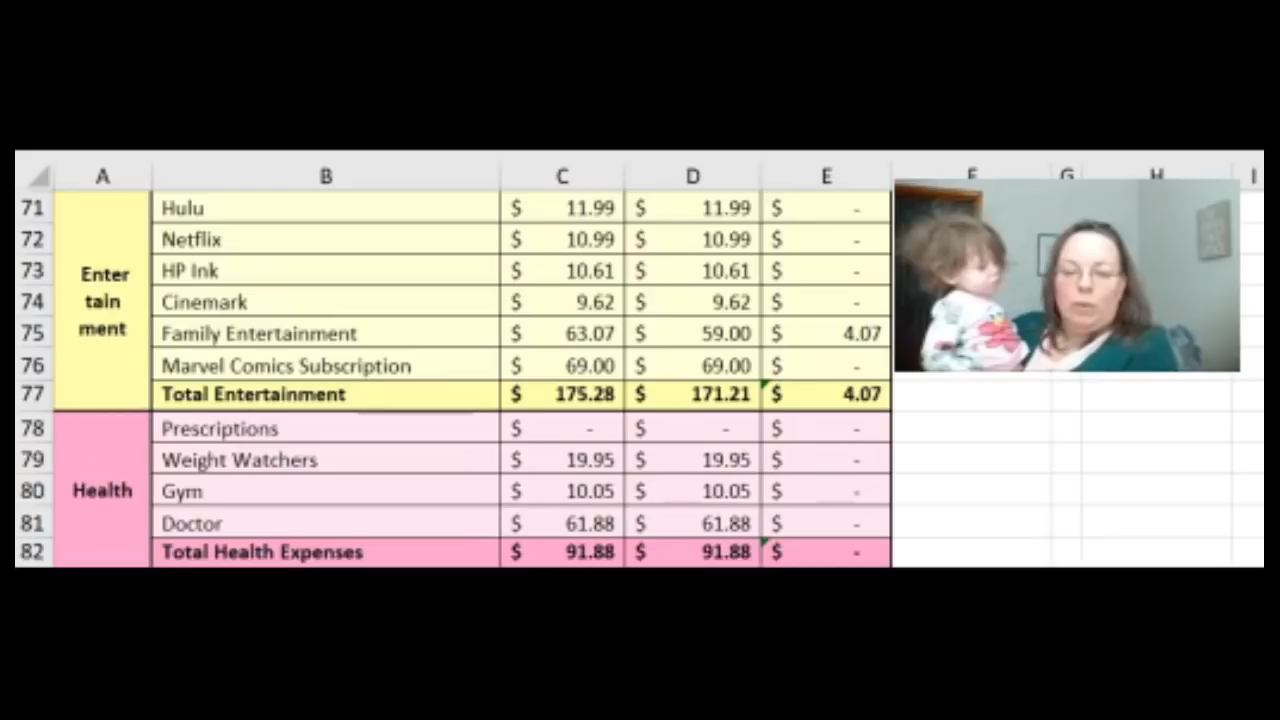 A B C D E F G H I
71 Hulu $ 11.99 $ 11.99 $ -
72 Netflix $ 10.99 $ 10.99 $ -
73 HP Ink $ 10.61 $ 10.61 $ -
74 Cinemark $ 9.62 $ 9.62 $ -
75 Family Entertainment $ 63.07 $ 59.00 $ 4.07
76 Marvel Comics Subscription $ 69.00 $ 69.00 $ -
77 Total Entertainment $ 175.28 $ 171.21 $ 4.07
Enter
tain
ment
78 Prescriptions $ - $ - $ -
79 Weight Watchers $ 19.95 $ 19.95 $ -
80 Health Gym $ 10.05 $ 10.05 $ -
81 Doctor $ 61.88 $ 61.88 $ -
82 Total Health Expenses $ 91.88 $ 91.88 $ -